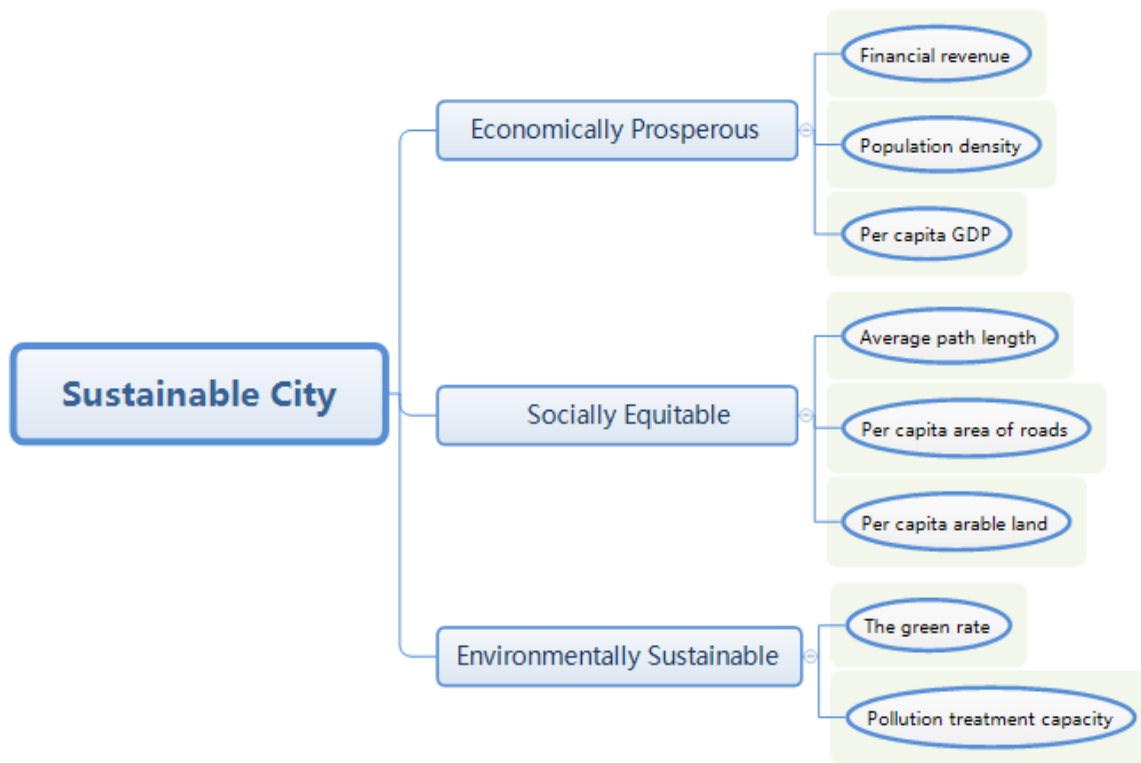 Sustainable City
Economically Prosperous
Financial revenue
Population density
Per capita GDP
Socially Equitable
Average path length
Per capita area of roads
Per capita arable land
Environmentally Sustainable
The green rate
Pollution treatment capacity